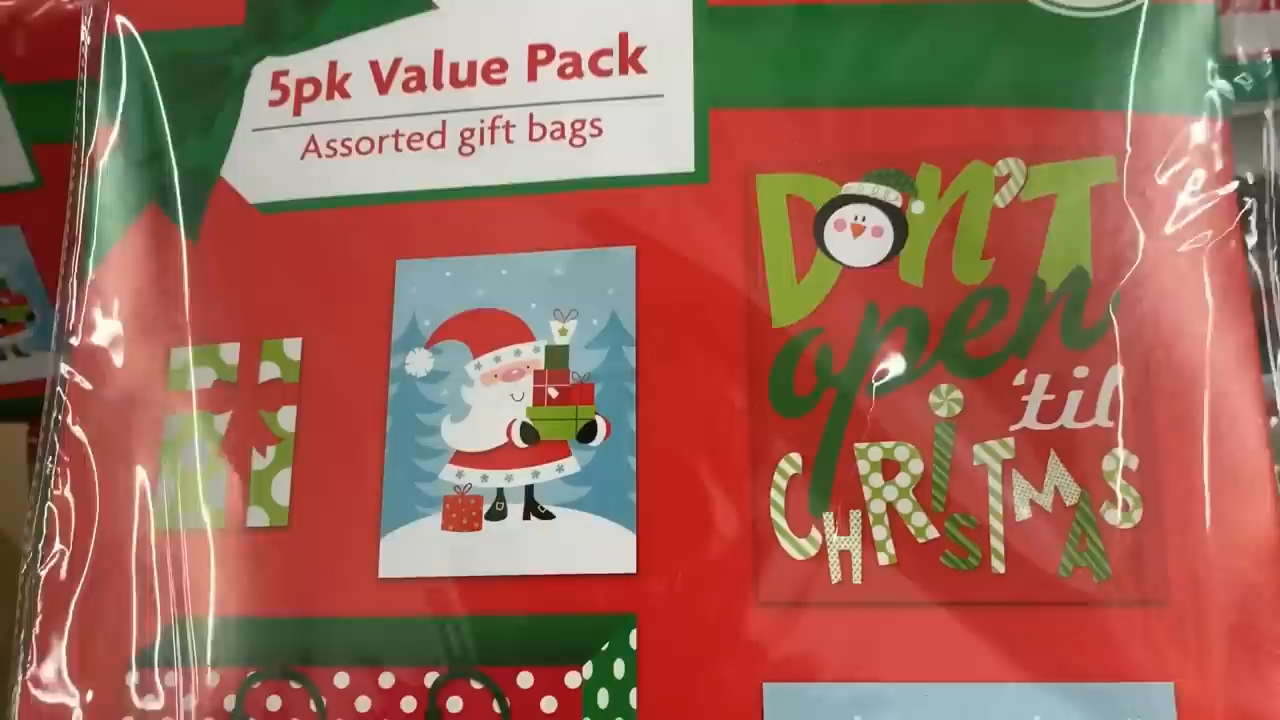 5pk Value Pack
Assorted gift bags
DON'T
open
'til
CHRiSTMAS